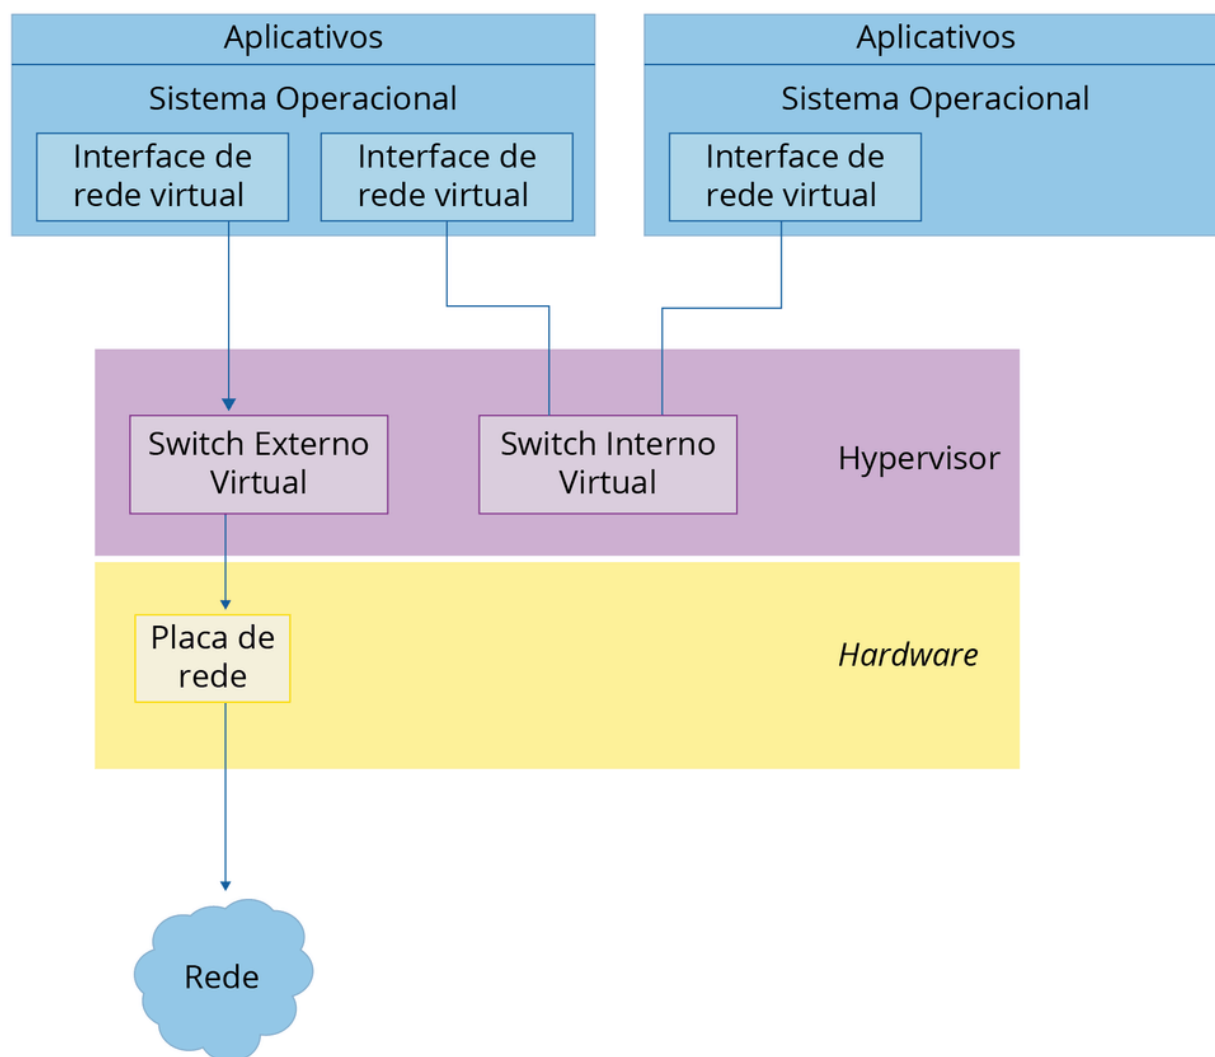 Aplicativos
Sistema Operacional
Interface de
rede virtual
Interface de
rede virtual
Aplicativos
Sistema Operacional
Interface de
rede virtual
Switch Externo
Virtual
Switch Interno
Virtual
Hypervisor
Placa de
rede
Hardware
Rede